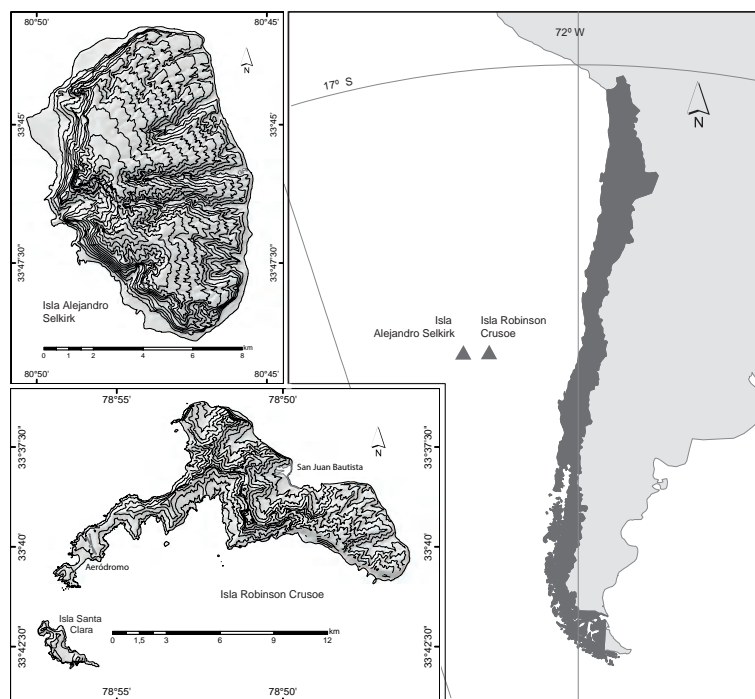 80°50'
80°45'
N
33°45'
33°45'
33°47'30"
33°47'30"
Isla Alejandro
Selkirk
km
0 1 2 4 6 8
80°50'
80°45'
72° W
17° S
N
Isla
Alejandro Selkirk
Isla Robinson
Crusoe
78°55'
78°50'
N
33°37'30"
33°37'30"
San Juan Bautista
33°40'
33°40'
Aeródromo
Isla Robinson Crusoe
Isla Santa
Clara
km
0 1,5 3 6 9 12
33°42'30"
33°42'30"
78°55'
78°50'